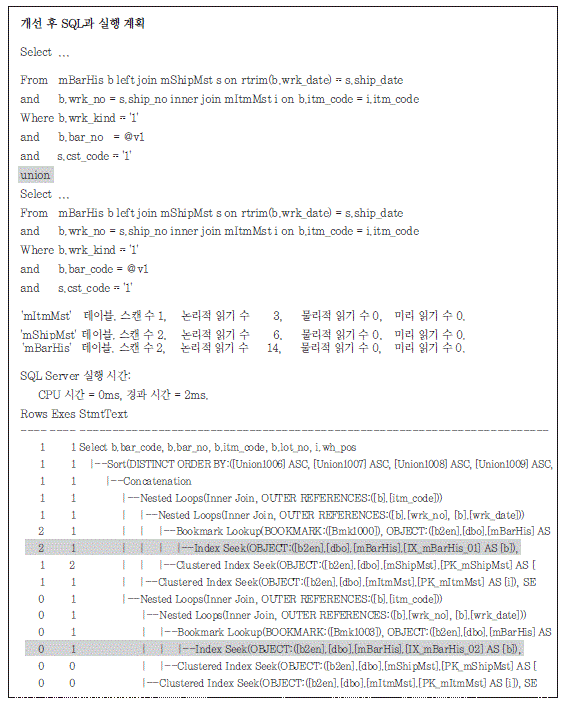 개선 후 SQL과 실행 계획
Select ...
From mBarHis b left join mShipMst s on rtrim(b.wrk_date) = s.ship_date
and b.wrk_no = s.ship_no inner join mItmMst i on b.itm_code = i.itm_code
Where b.wrk_kind = '1'
and b.bar_no = @v1
and s.cst_code = '1'
union
Select ...
From mBarHis b left join mShipMst s on rtrim(b.wrk_date) = s.ship_date
and b.wrk_no = s.ship_no inner join mItmMst i on b.itm_code = i.itm_code
Where b.wrk_kind = '1'
and b.bar_code = @v1
and s.cst_code = '1'
'mItmMst' 테이블. 스캔 수 1, 논리적 읽기 수 3, 물리적 읽기 수 0, 미리 읽기 수 0.
'mShipMst' 테이블. 스캔 수 2, 논리적 읽기 수 6, 물리적 읽기 수 0, 미리 읽기 수 0.
'mBarHis' 테이블. 스캔 수 2, 논리적 읽기 수 14, 물리적 읽기 수 0, 미리 읽기 수 0.
SQL Server 실행 시간:
CPU 시간 = 0ms, 경과 시간 = 2ms.
Rows Exes StmtText
---- ---- ----------------------------------------------------------------
1 1 Select b.bar_code, b.bar_no, b.itm_code, b.lot_no, i.wh_pos
1 1 |--Sort(DISTINCT ORDER BY:([Union1006] ASC, [Union1007] ASC, [Union1008] ASC, [Union1009] ASC,
1 1 |--Concatenation
1 1 |--Nested Loops(Inner Join, OUTER REFERENCES:([b].[itm_code]))
1 1 | |--Nested Loops(Inner Join, OUTER REFERENCES:([b].[wrk_no], [b].[wrk_date]))
2 1 | | |--Bookmark Lookup(BOOKMARK:([Bmk1000]), OBJECT:([b2en].[dbo].[mBarHis] AS
2 1 | | | |--Index Seek(OBJECT:([b2en].[dbo].[mBarHis].[IX_mBarHis_01] AS [b]),
1 2 | | |--Clustered Index Seek(OBJECT:([b2en].[dbo].[mShipMst].[PK_mShipMst] AS [
1 1 | |--Clustered Index Seek(OBJECT:([b2en].[dbo].[mItmMst].[PK_mItmMst] AS [i]), SE
0 1 |--Nested Loops(Inner Join, OUTER REFERENCES:([b].[itm_code]))
0 1 |--Nested Loops(Inner Join, OUTER REFERENCES:([b].[wrk_no], [b].[wrk_date]))
0 1 | |--Bookmark Lookup(BOOKMARK:([Bmk1003]), OBJECT:([b2en].[dbo].[mBarHis] AS
0 1 | | |--Index Seek(OBJECT:([b2en].[dbo].[mBarHis].[IX_mBarHis_02] AS [b]),
0 0 | |--Clustered Index Seek(OBJECT:([b2en].[dbo].[mShipMst].[PK_mShipMst] AS [
0 0 |--Clustered Index Seek(OBJECT:([b2en].[dbo].[mItmMst].[PK_mItmMst] AS [i]), SE